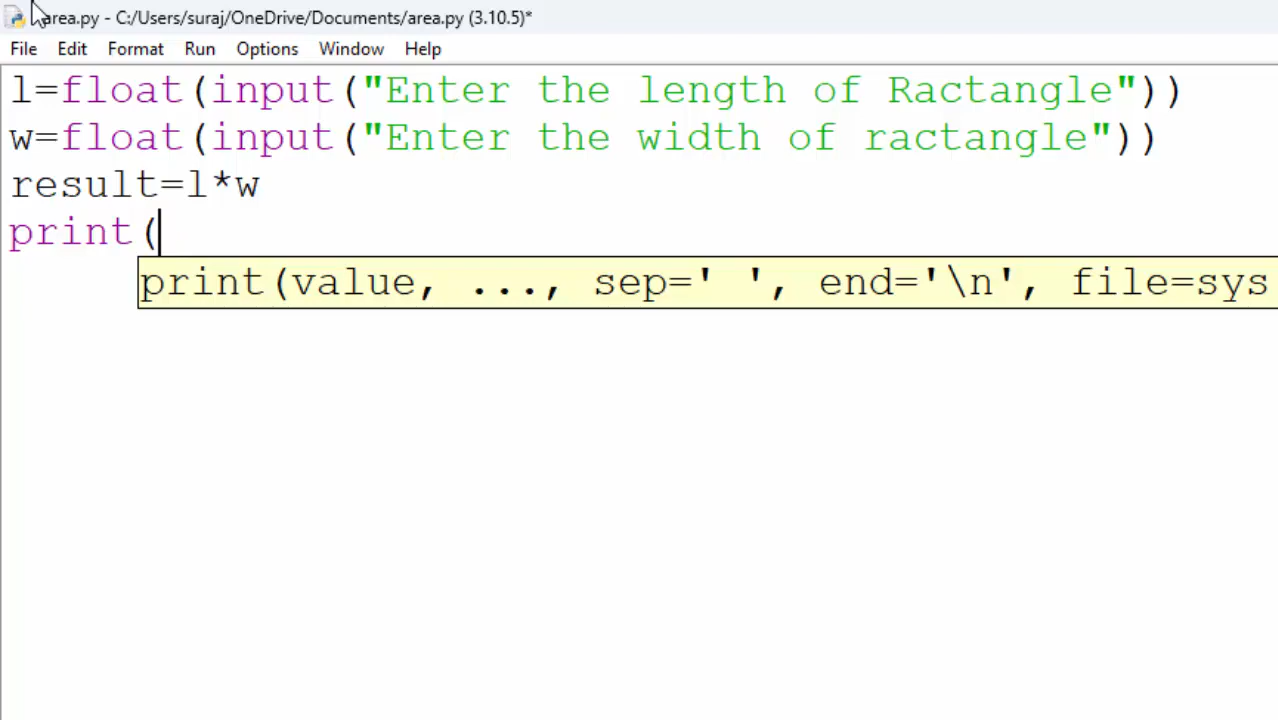 area.py - C:/Users/suraj/OneDrive/Documents/area.py (3.10.5)*
File Edit Format Run Options Window Help
l=float(input("Enter the length of Ractangle"))
w=float(input("Enter the width of ractangle"))
result=l*w
print(
print(value, ..., sep=' ', end='\n', file=sys